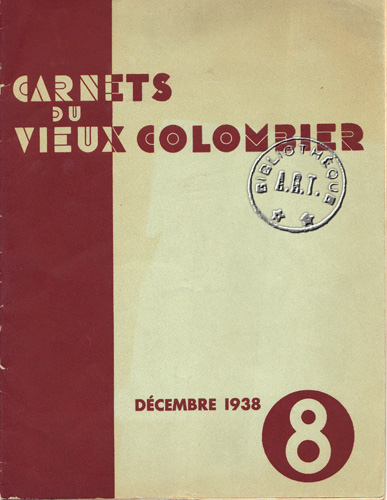 CARNETS
DU
VIEUX COLOMBIER
BIBLIOTHÈQUE
A.R.T.
DÉCEMBRE 1938
8